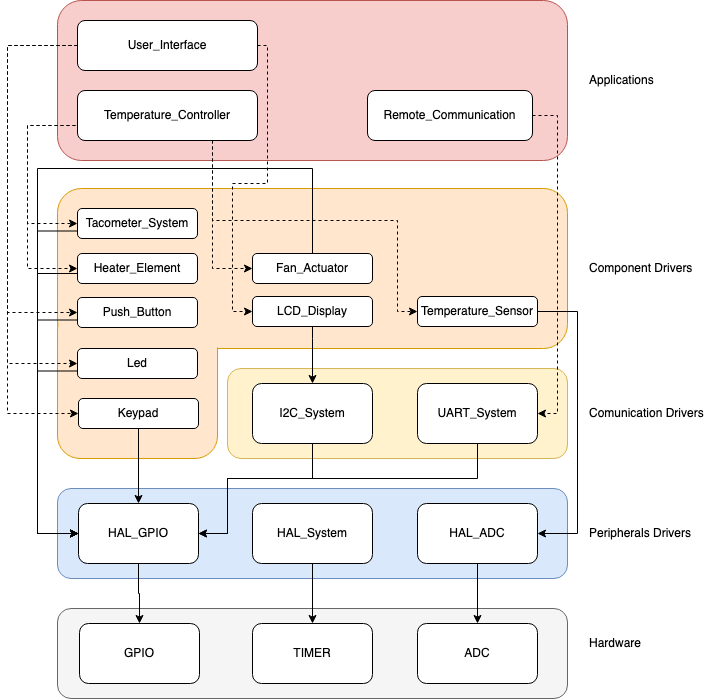 User_Interface
Applications
Temperature_Controller
Remote_Communication
Tacometer_System
Heater_Element
Fan_Actuator
Component Drivers
Push_Button
LCD_Display
Temperature_Sensor
Led
Keypad
I2C_System
UART_System
Comunication Drivers
HAL_GPIO
HAL_System
HAL_ADC
Peripherals Drivers
GPIO
TIMER
ADC
Hardware